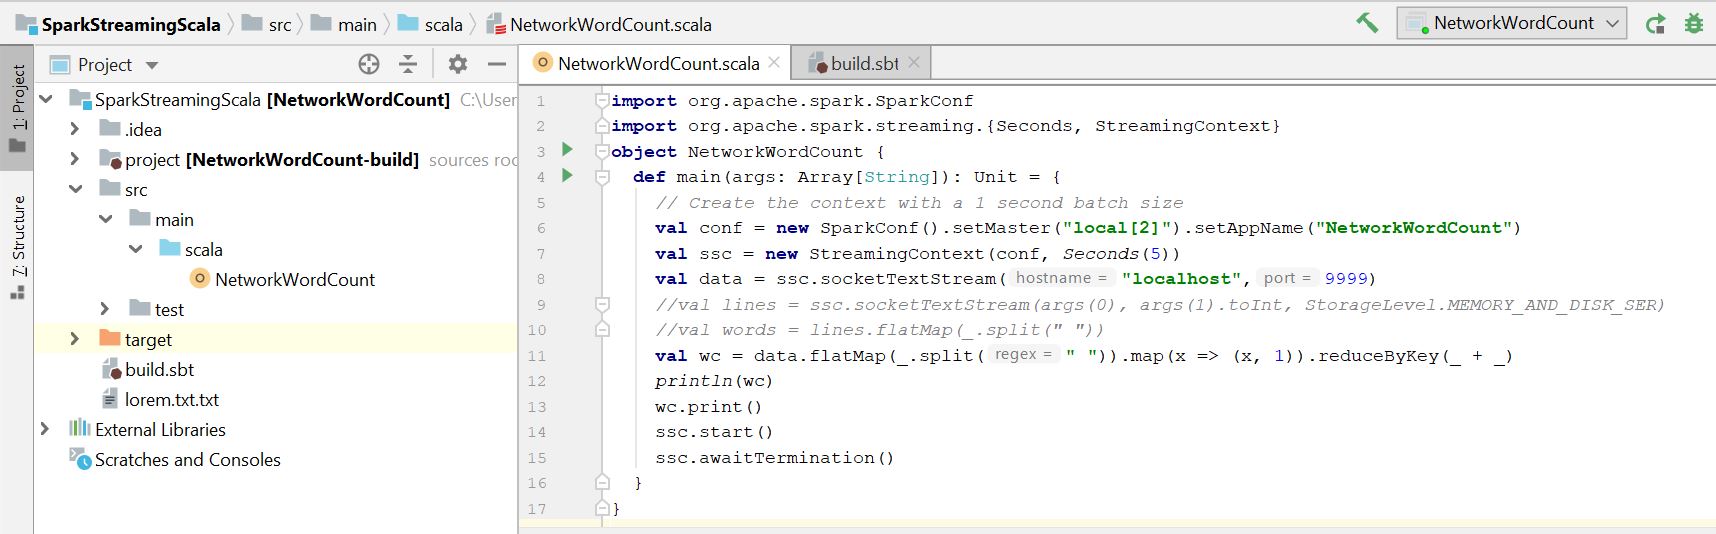 SparkStreamingScala src main scala NetworkWordCount.scala NetworkWordCount
1: Project
7: Structure
Project
SparkStreamingScala [NetworkWordCount] C:\User
.idea
project [NetworkWordCount-build] sources roo
src
main
scala
NetworkWordCount
test
target
build.sbt
lorem.txt.txt
External Libraries
Scratches and Consoles
NetworkWordCount.scala build.sbt
1 import org.apache.spark.SparkConf
2 import org.apache.spark.streaming.{Seconds, StreamingContext}
3 object NetworkWordCount {
4 def main(args: Array[String]): Unit = {
5 // Create the context with a 1 second batch size
6 val conf = new SparkConf().setMaster("local[2]").setAppName("NetworkWordCount")
7 val ssc = new StreamingContext(conf, Seconds(5))
8 val data = ssc.socketTextStream( hostname = "localhost", port = 9999)
9 //val lines = ssc.socketTextStream(args(0), args(1).toInt, StorageLevel.MEMORY_AND_DISK_SER)
10 //val words = lines.flatMap(_.split(" "))
11 val wc = data.flatMap(_.split( regex = " ")).map(x => (x, 1)).reduceByKey(_ + _)
12 println(wc)
13 wc.print()
14 ssc.start()
15 ssc.awaitTermination()
16 }
17 }